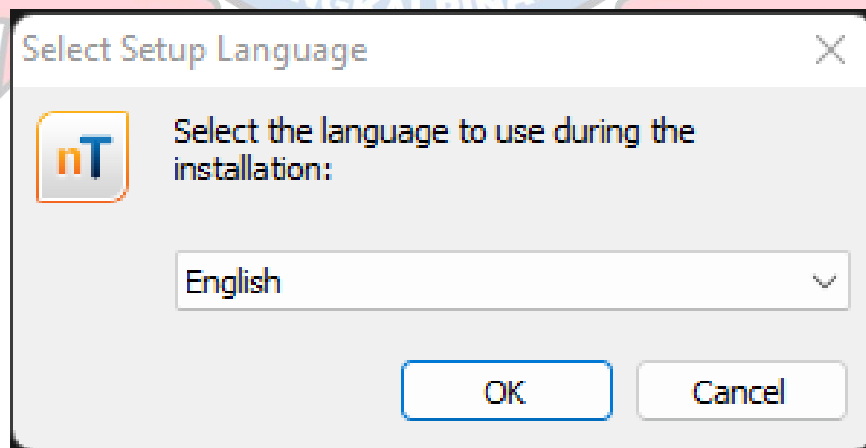 Select Setup Language
nT
Select the language to use during the
installation:
English
OK
Cancel